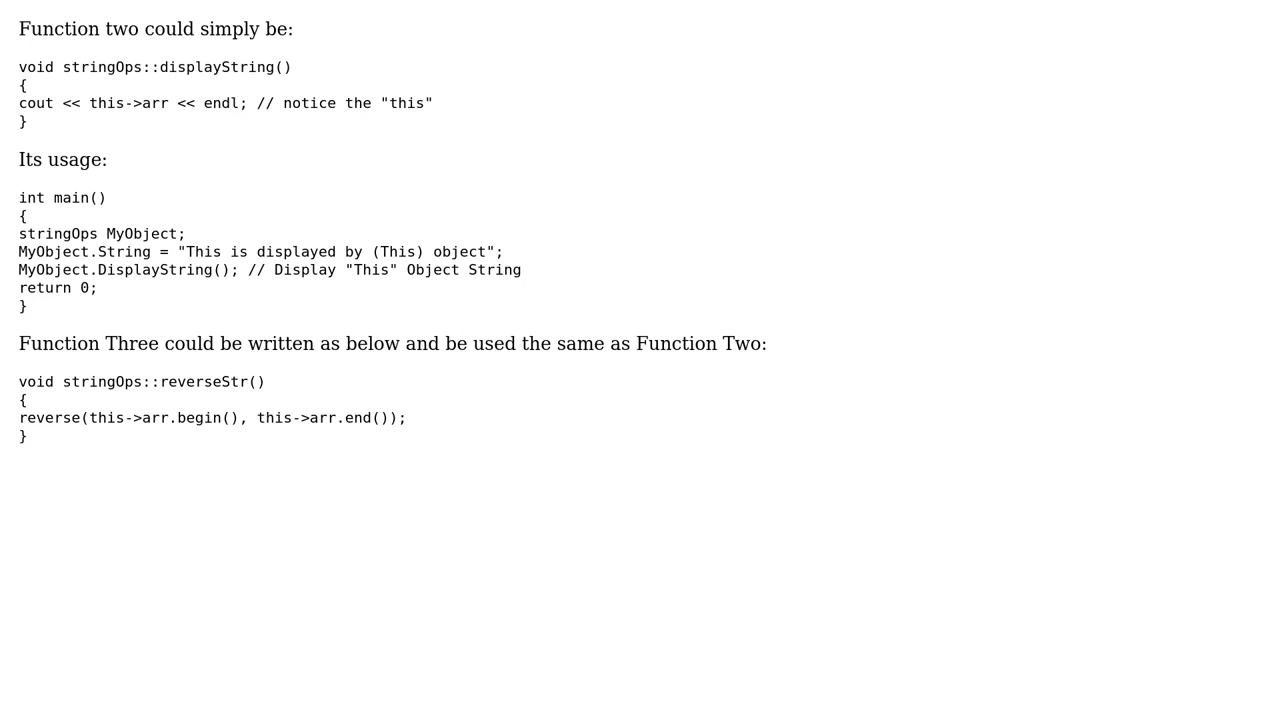 Function two could simply be:
void stringOps::displayString()
{
cout << this->arr << endl; // notice the "this"
}
Its usage:
int main()
{
stringOps MyObject;
MyObject.String = "This is displayed by (This) object";
MyObject.DisplayString(); // Display "This" Object String
return 0;
}
Function Three could be written as below and be used the same as Function Two:
void stringOps::reverseStr()
{
reverse(this->arr.begin(), this->arr.end());
}